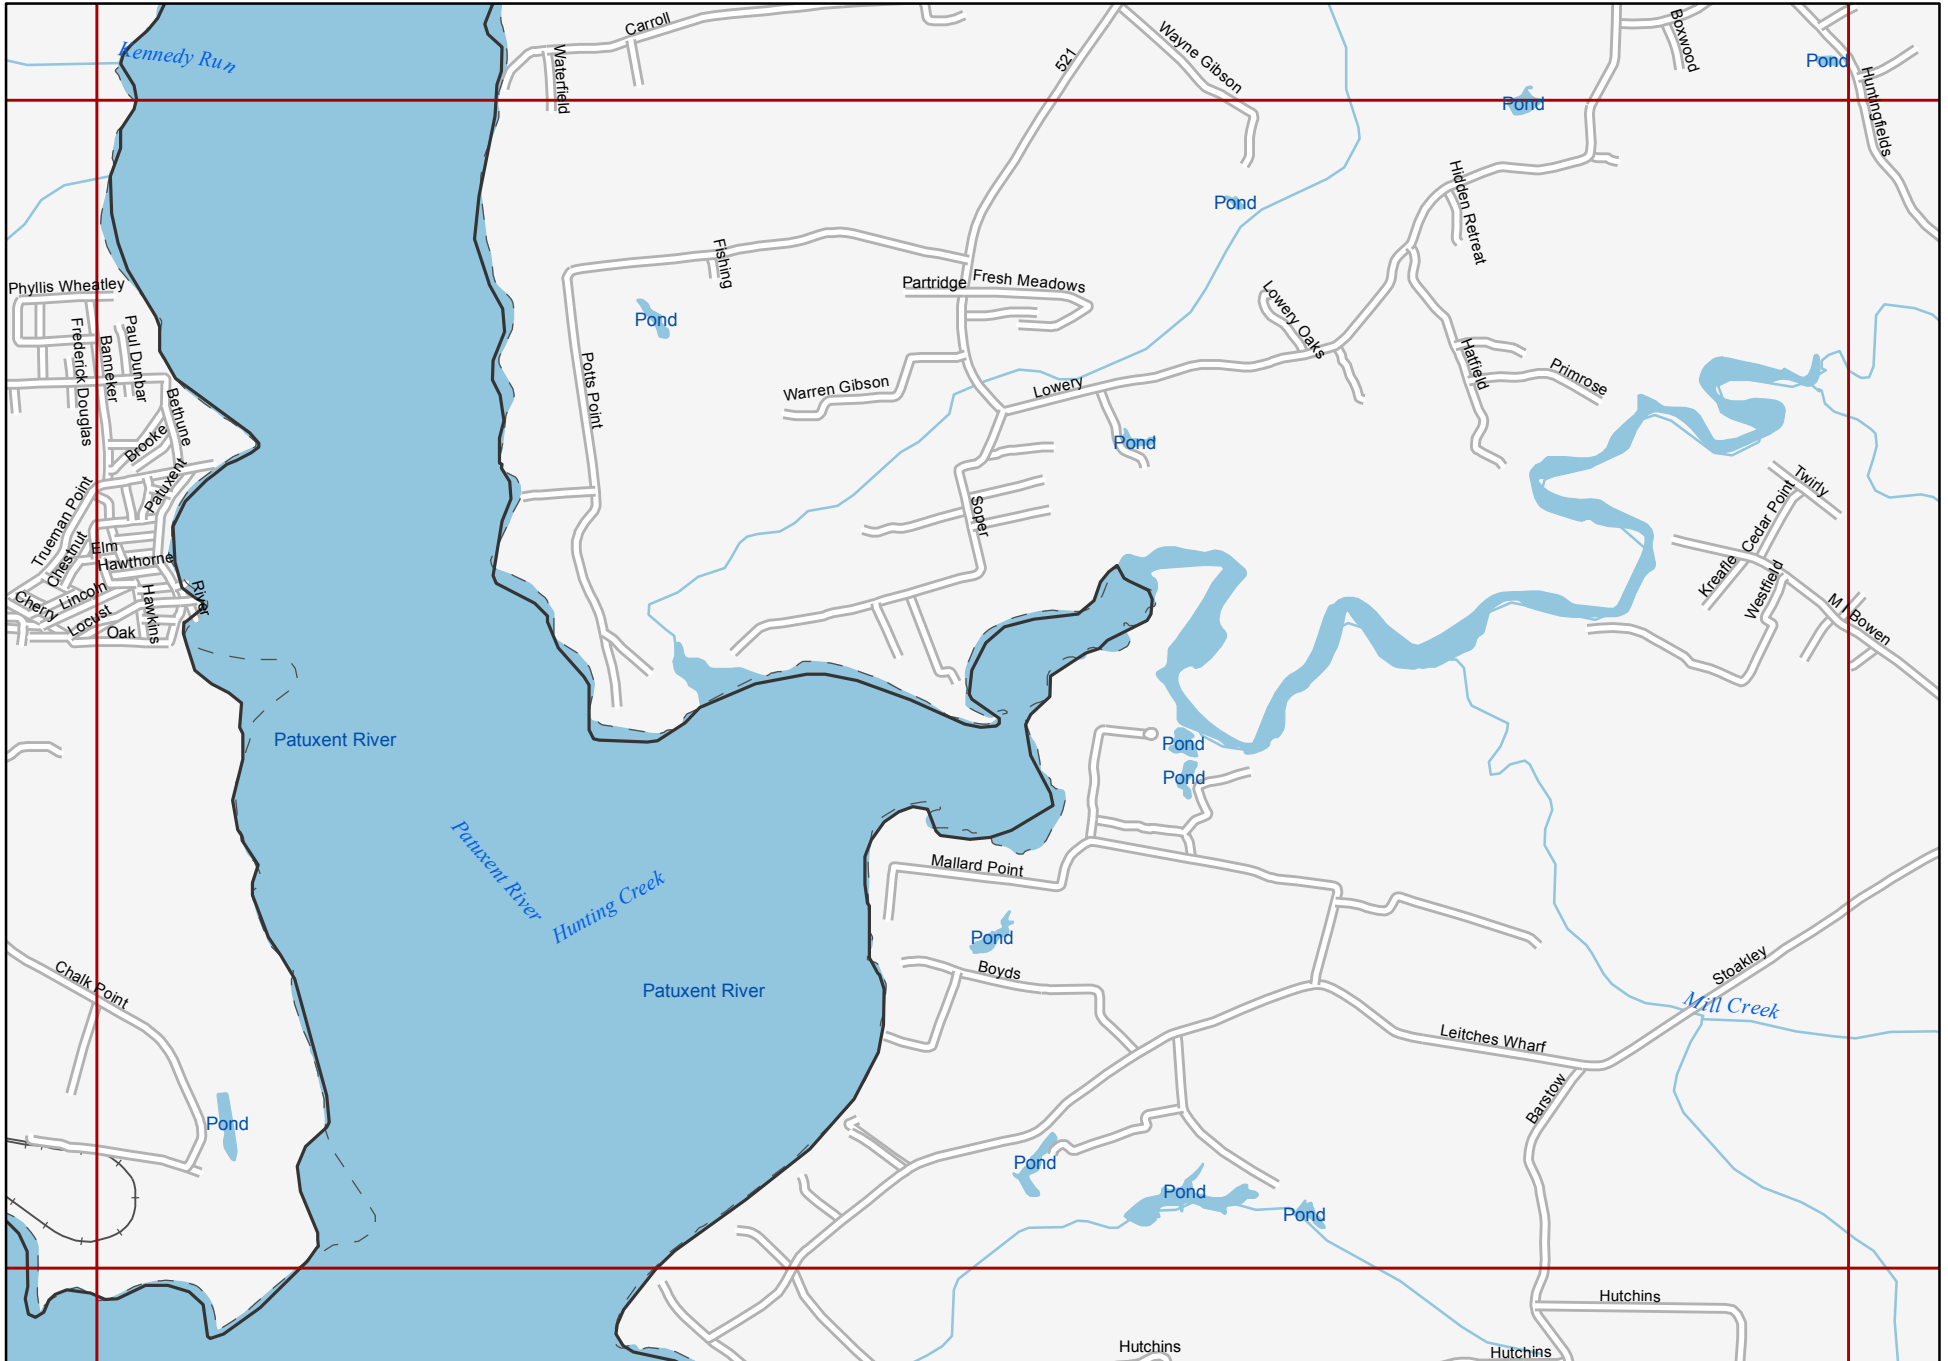 Kennedy Run
Carroll
Waterfield
521
Wayne Gibson
Boxwood
Pond
Huntingfields
Pond
Pond
Hidden Retreat
Phyllis Wheatley
Frederick Douglas
Banneker
Paul Dunbar
Bethune
Brooke
Patuxent
Trueman Point
Chestnut
Elm
Hawthorne
Cherry
Lincoln
Locust
Oak
Hawkins
River
Fishing
Pond
Potts Point
Partridge
Fresh Meadows
Warren Gibson
Lowery
Lowery Oaks
Hatfield
Primrose
Pond
Soper
Twirly
Cedar Point
Kreafle
Westfield
M I Bowen
Patuxent River
Pond
Pond
Patuxent River
Hunting Creek
Mallard Point
Pond
Boyds
Patuxent River
Chalk Point
Stoakley
Mill Creek
Leitches Wharf
Barstow
Pond
Pond
Pond
Pond
Hutchins
Hutchins
Hutchins